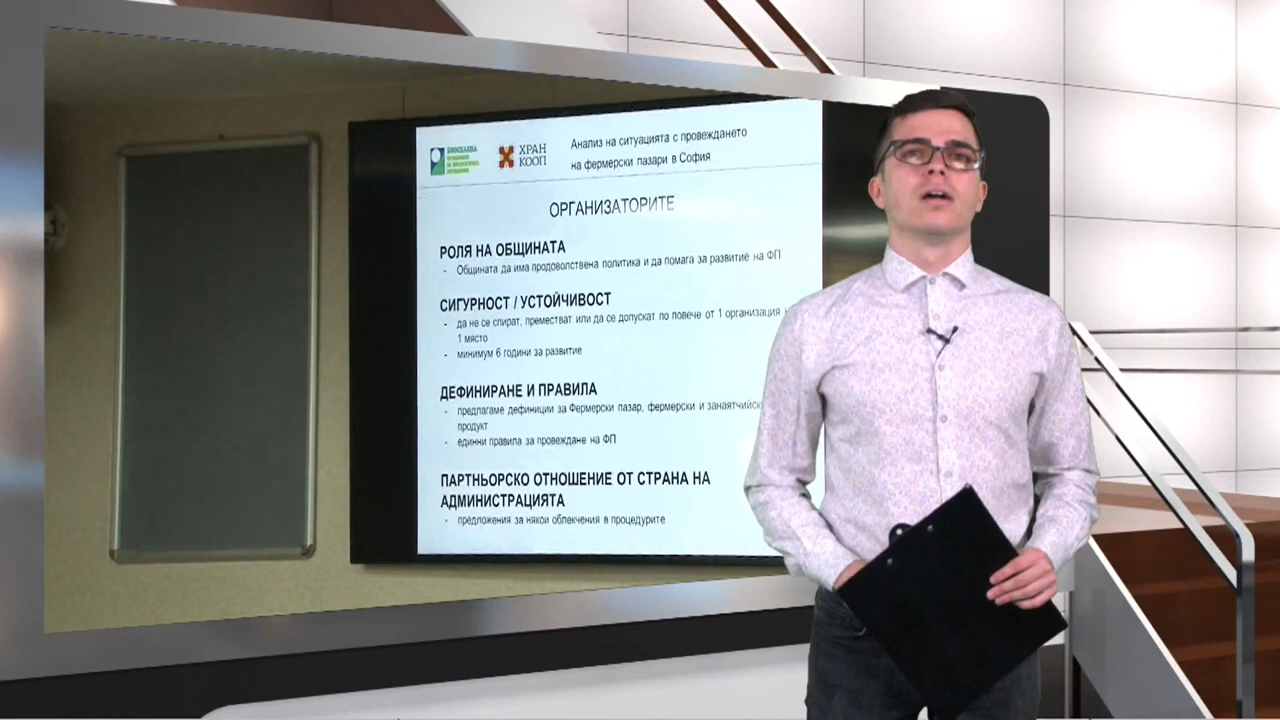 БИОСЕЛЕНА
ХРАН
КООП
Анализ на ситуацията с провеждането
на фермерски пазари в София
ОРГАНИЗАТОРИТЕ
РОЛЯ НА ОБЩИНАТА
- Общината да има продоволствена политика и да помага за развитие на ФП
СИГУРНОСТ / УСТОЙЧИВОСТ
- да не се спират, преместват или да се допускат по повече от 1 организация
1 място
- минимум 6 години за развитие
ДЕФИНИРАНЕ И ПРАВИЛА
- предлагаме дефиниции за Фермерски пазар, фермерски и
продукт
- единни правила за провеждане на ФП
ПАРТНЬОРСКО ОТНОШЕНИЕ ОТ СТРАНА НА
АДМИНИСТРАЦИЯТА
- предложения за някои облекчения в процедурите